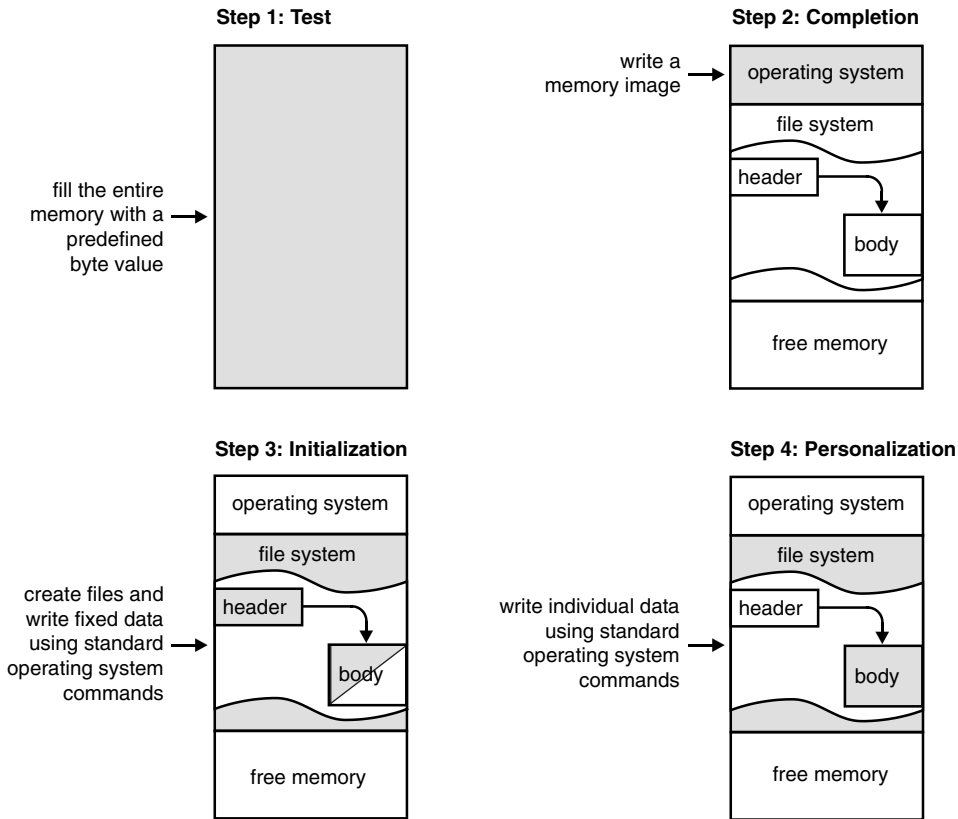 Step 1: Test
fill the entire
memory with a
predefined
byte value
Step 2: Completion
write a
memory image
operating system
file system
header
body
free memory
Step 3: Initialization
create files and
write fixed data
using standard
operating system
commands
operating system
file system
header
body
free memory
Step 4: Personalization
write individual data
using standard
operating system
commands
operating system
file system
header
body
free memory